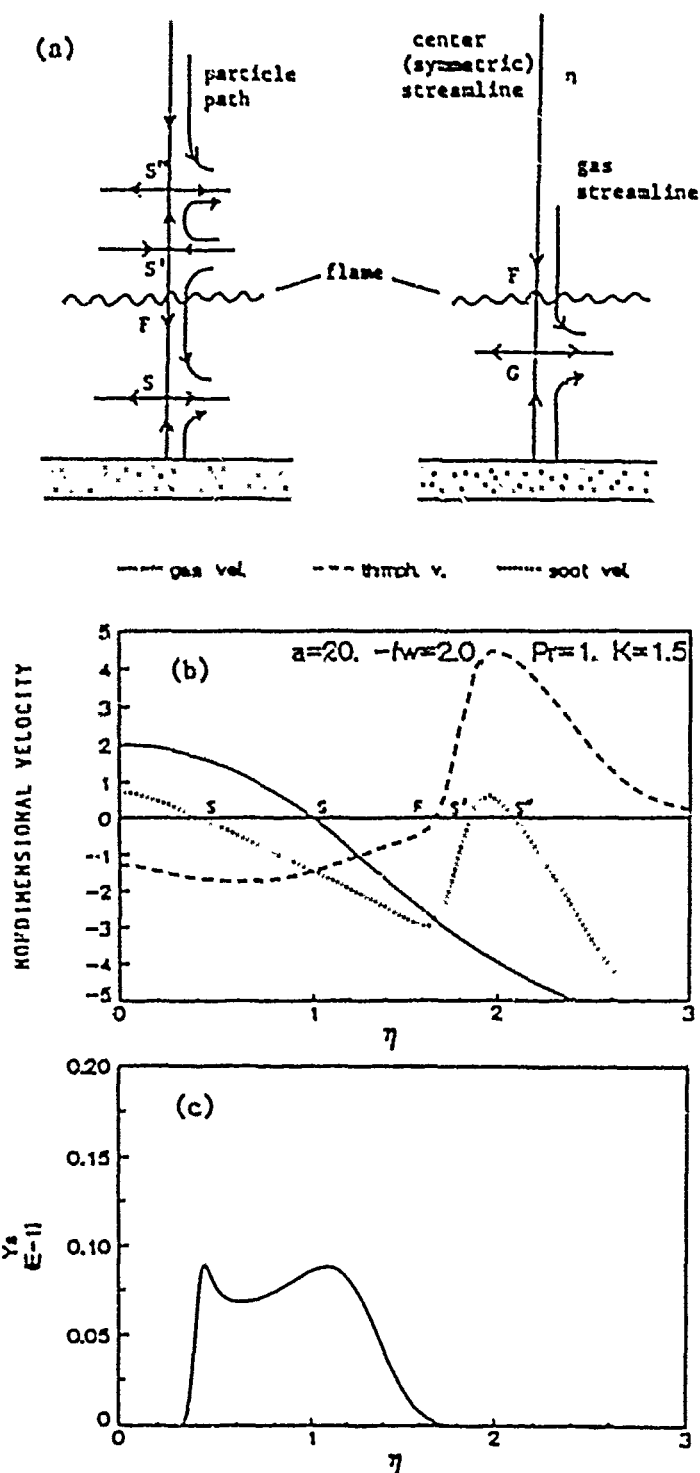 (a)
particle
path
center
(symmetric)
streamline
η
gas
streamline
S"
S'
flame
F
F
S
G
gas vel. thmph. v. soot vel.
NONDIMENSIONAL VELOCITY
(b)
a=20. -fw=2.0 Pr=1. K=1.5
5
4
3
2
1
0
-1
-2
-3
-4
-5
S S F S' S"
0 1 2 3
η
Ys
(E-1)
(c)
0.20
0.15
0.10
0.05
0
0 1 2 3
η